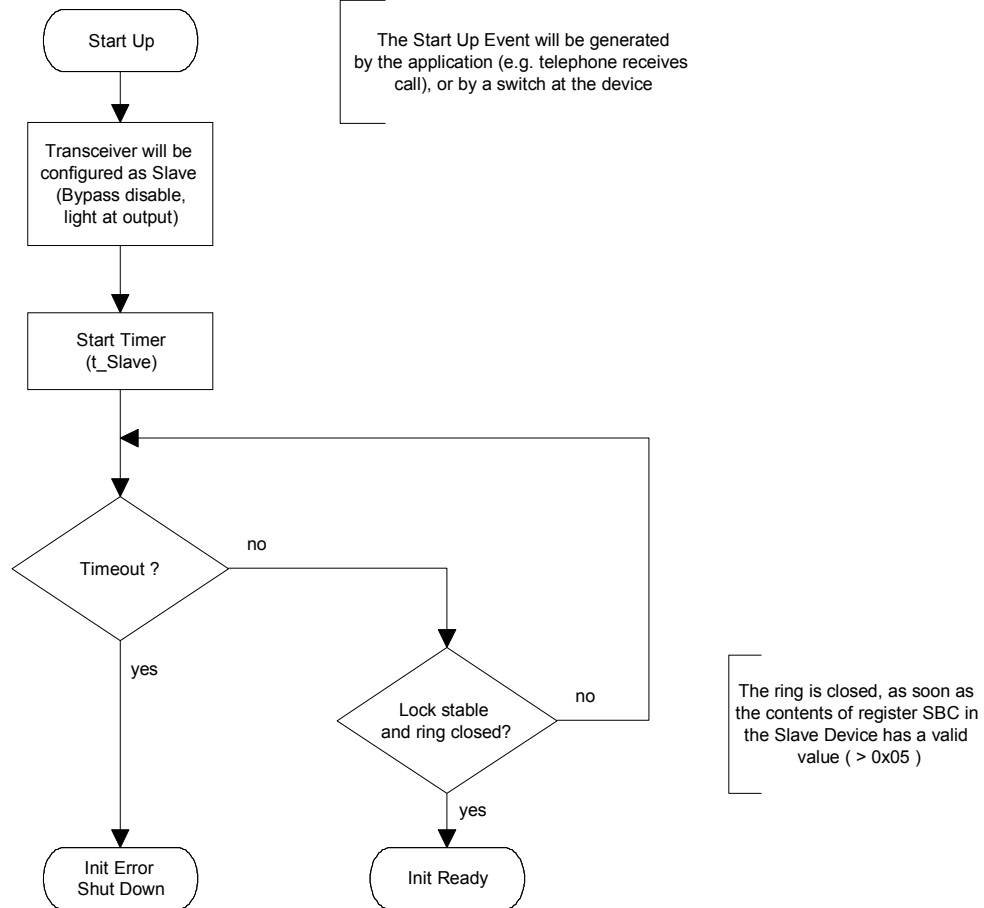 Start Up
The Start Up Event will be generated
by the application (e.g. telephone receives
call), or by a switch at the device
Transceiver will be
configured as Slave
(Bypass disable,
light at output)
Start Timer
(t_Slave)
Timeout ?
no
yes
Lock stable
and ring closed?
no
yes
The ring is closed, as soon as
the contents of register SBC in
the Slave Device has a valid
value ( > 0x05 )
Init Error
Shut Down
Init Ready